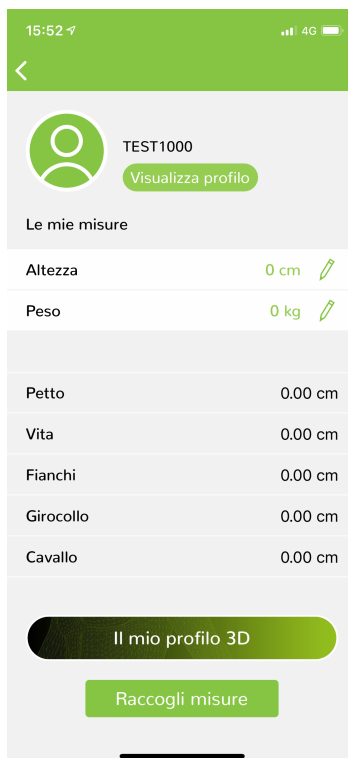 15:52 4G
TEST1000
Visualizza profilo
Le mie misure
Altezza 0 cm
Peso 0 kg
Petto 0.00 cm
Vita 0.00 cm
Fianchi 0.00 cm
Girocollo 0.00 cm
Cavallo 0.00 cm
Il mio profilo 3D
Raccogli misure